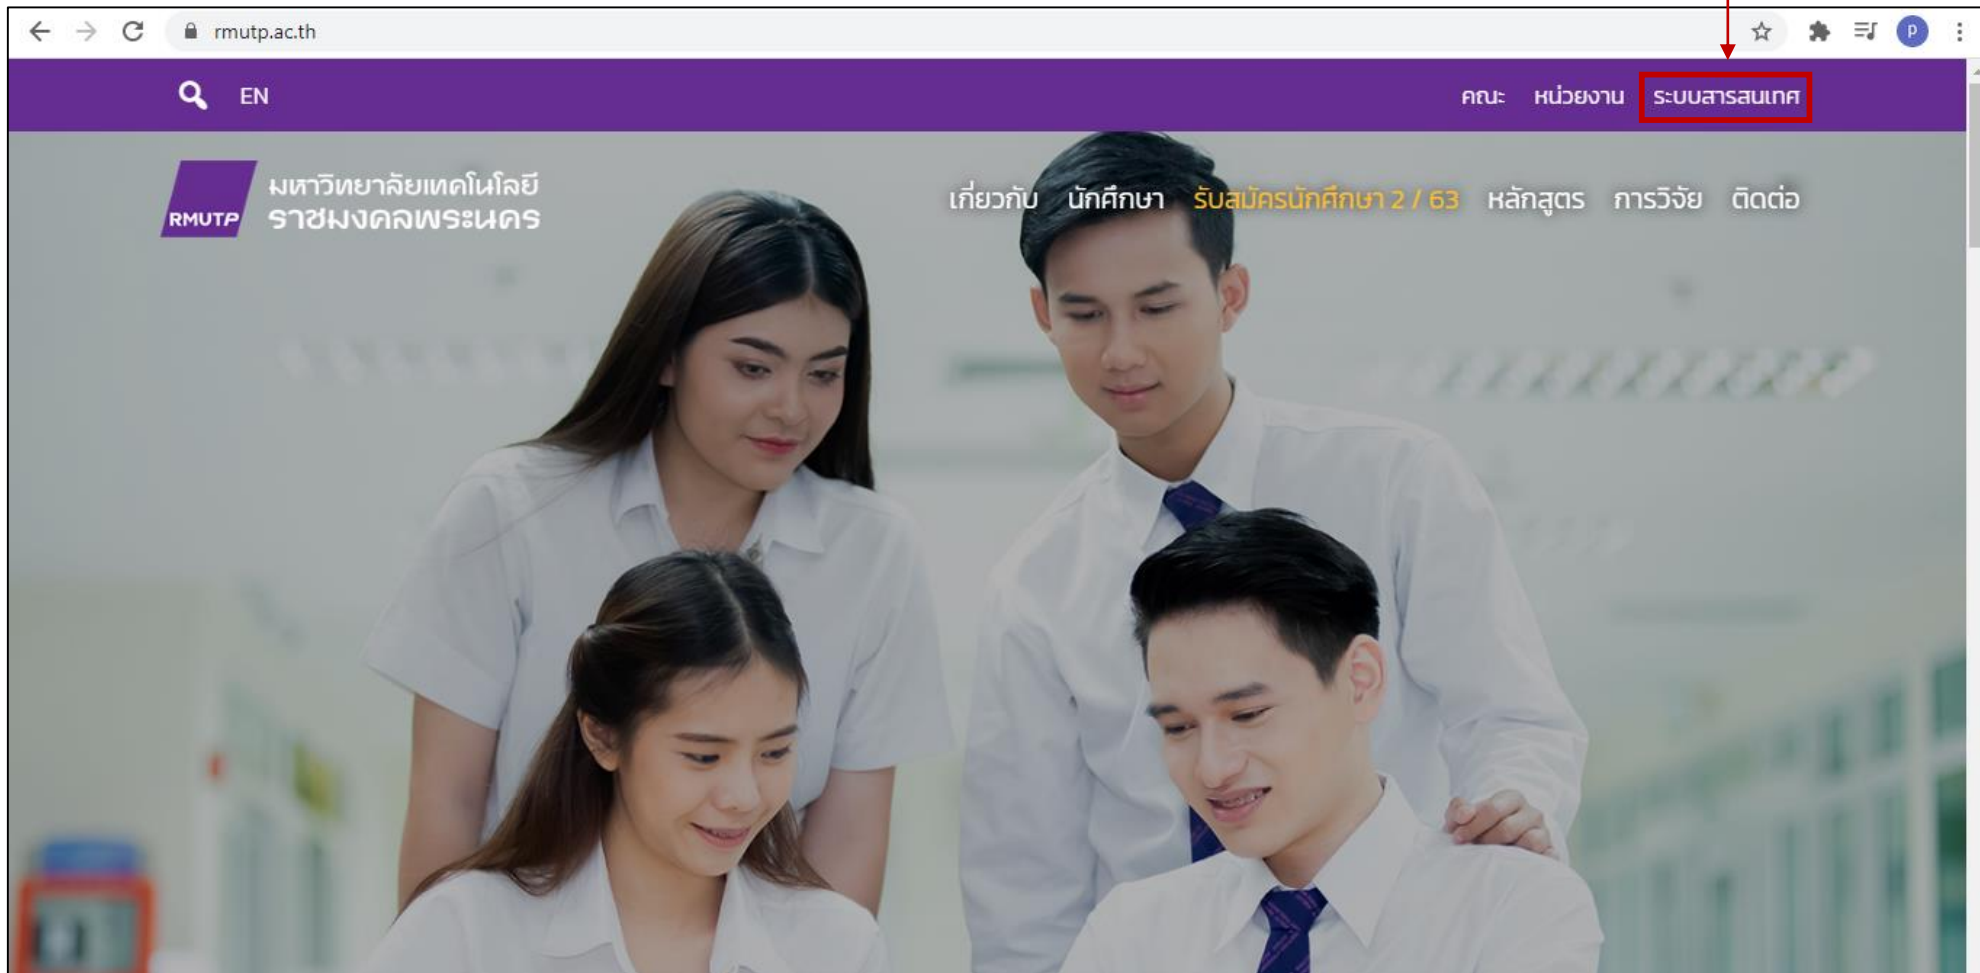 rmutp.ac.th
P
EN
คณะ หน่วยงาน ระบบสารสนเทศ
RMUTP
มหาวิทยาลัยเทคโนโลยี
ราชมงคลพระนคร
เกี่ยวกับ นักศึกษา รับสมัครนักศึกษา 2 / 63 หลักสูตร การวิจัย ติดต่อ